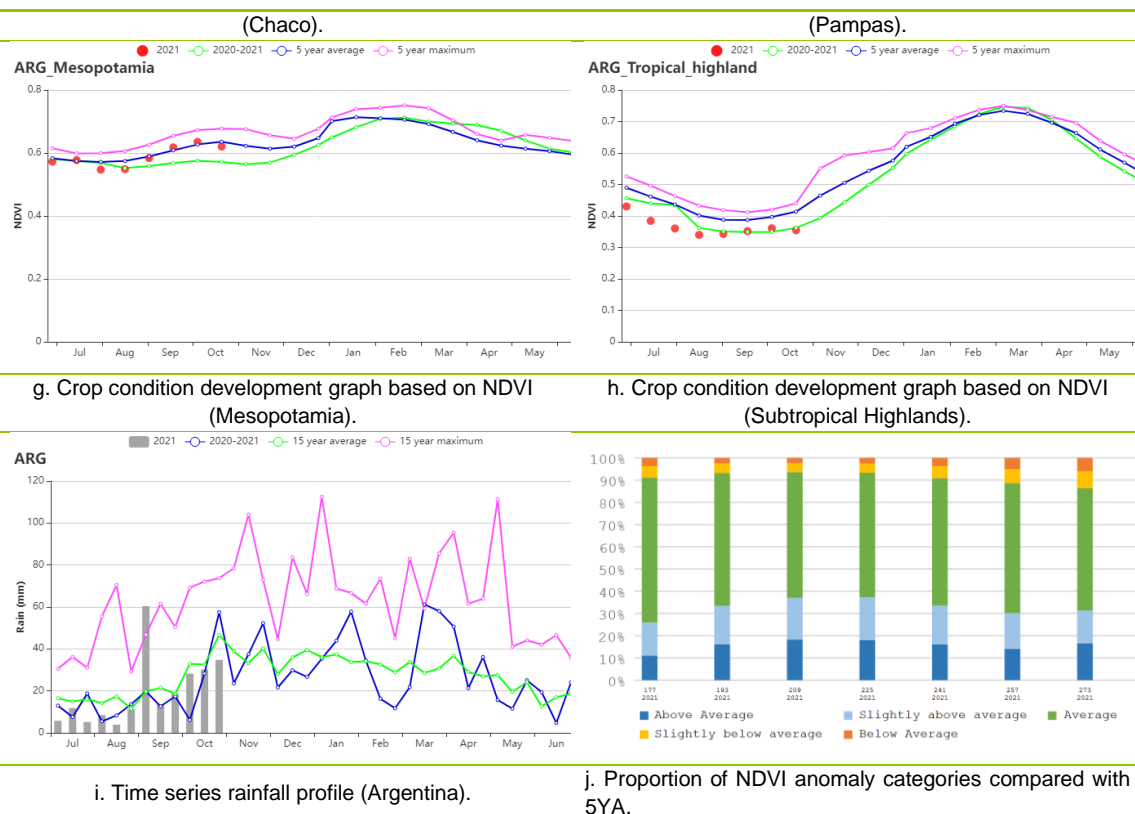 (Chaco).
(Pampas).
2021 2020-2021 5 year average 5 year maximum
ARG_Mesopotamia
0.8
0.6
0.4
0.2
0
NDVI
Jul Aug Sep Oct Nov Dec Jan Feb Mar Apr May
2021 2020-2021 5 year average 5 year maximum
ARG_Tropical_highland
0.8
0.7
0.6
0.5
0.4
0.3
0.2
0.1
0
NDVI
Jul Aug Sep Oct Nov Dec Jan Feb Mar Apr May
g. Crop condition development graph based on NDVI
(Mesopotamia).
h. Crop condition development graph based on NDVI
(Subtropical Highlands).
2021 2020-2021 15 year average 15 year maximum
ARG
120
100
80
60
40
20
0
Rain (mm)
Jul Aug Sep Oct Nov Dec Jan Feb Mar Apr May Jun
100%
90%
80%
70%
60%
50%
40%
30%
20%
10%
0%
177 193 209 225 241 257 273
2021 2021 2021 2021 2021 2021 2021
Above Average Slightly above average Average
Slightly below average Below Average
i. Time series rainfall profile (Argentina).
j. Proportion of NDVI anomaly categories compared with
5YA.